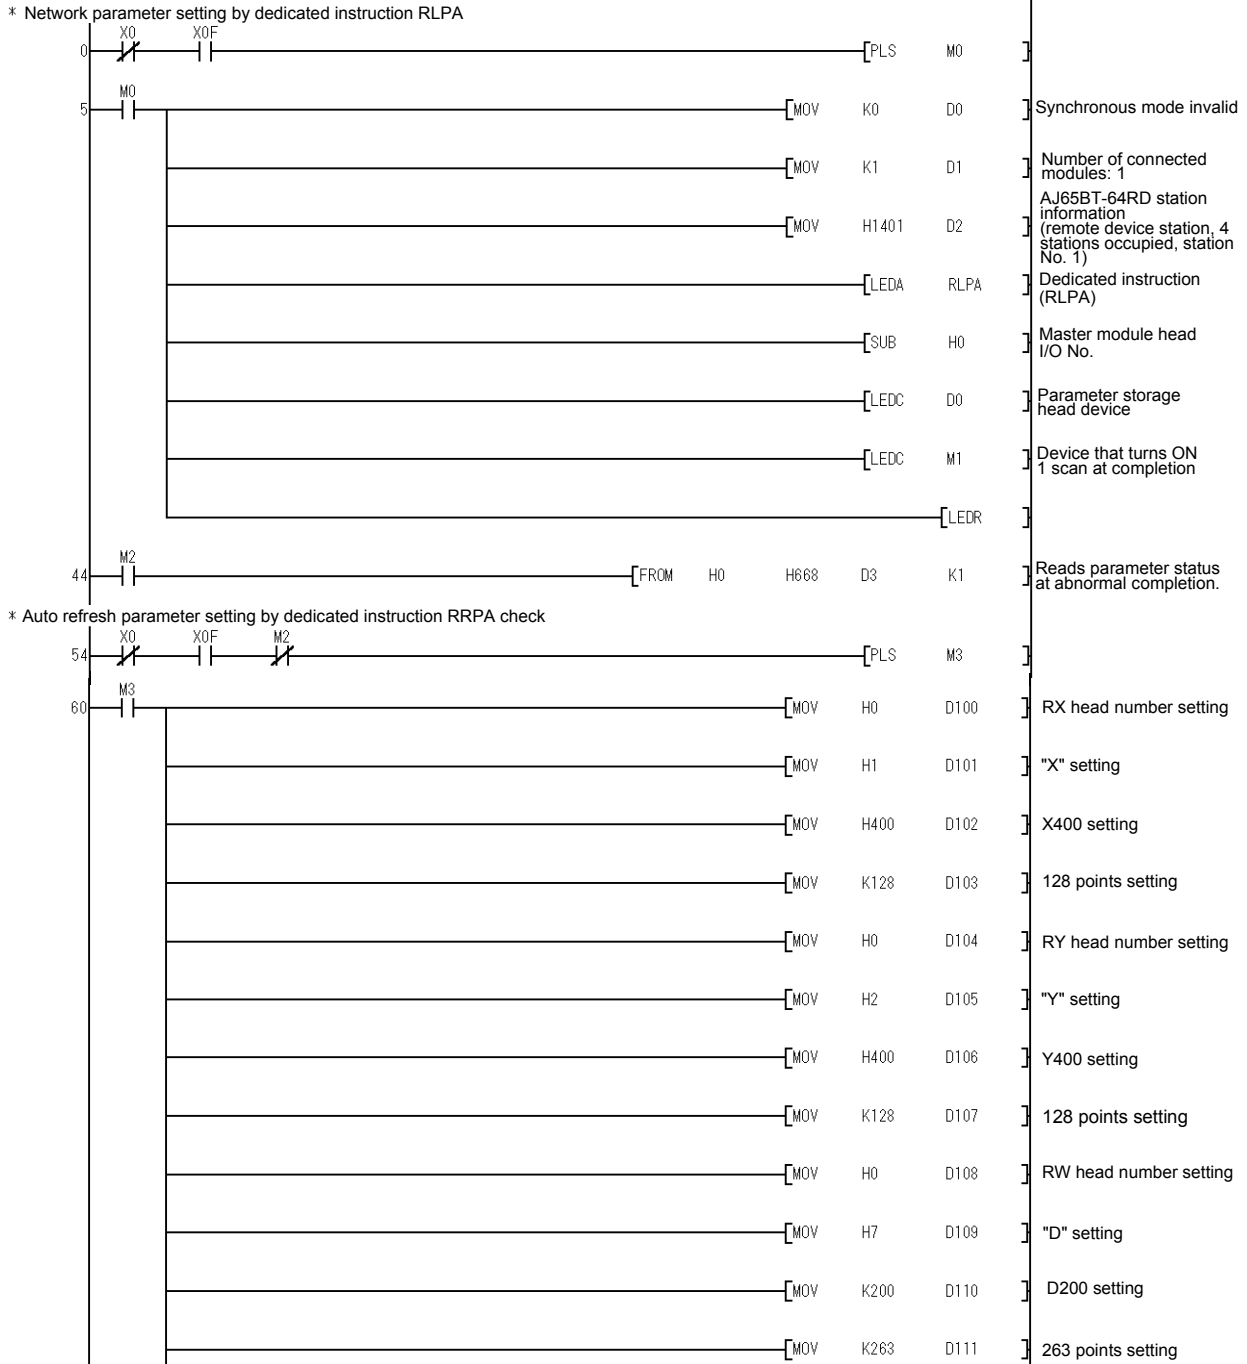 * Network parameter setting by dedicated instruction RLPA
X0 X0F
0 PLS M0
M0
5 MOV K0 D0 Synchronous mode invalid
MOV K1 D1 Number of connected
modules: 1
AJ65BT-64RD station
information
MOV H1401 D2 (remote device station, 4
stations occupied, station
No. 1)
LEDA RLPA Dedicated instruction
(RLPA)
SUB H0 Master module head
I/O No.
LEDC D0 Parameter storage
head device
LEDC M1 Device that turns ON
1 scan at completion
LEDR
M2
44 FROM H0 H668 D3 K1 Reads parameter status
at abnormal completion.
* Auto refresh parameter setting by dedicated instruction RRPA check
X0 X0F M2
54 PLS M3
M3
60 MOV H0 D100 RX head number setting
MOV H1 D101 "X" setting
MOV H400 D102 X400 setting
MOV K128 D103 128 points setting
MOV H0 D104 RY head number setting
MOV H2 D105 "Y" setting
MOV H400 D106 Y400 setting
MOV K128 D107 128 points setting
MOV H0 D108 RW head number setting
MOV H7 D109 "D" setting
MOV K200 D110 D200 setting
MOV K263 D111 263 points setting